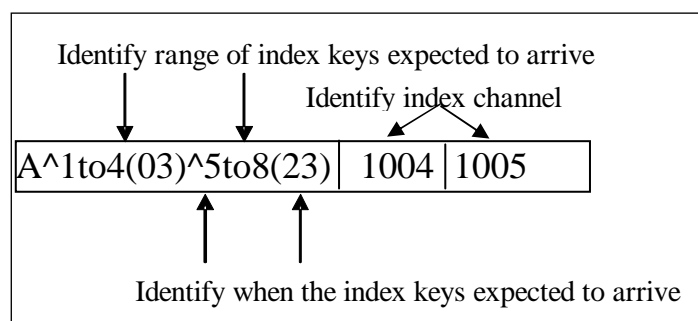 Identify range of index keys expected to arrive
Identify index channel
A^1to4(03)^5to8(23) 1004 1005
Identify when the index keys expected to arrive